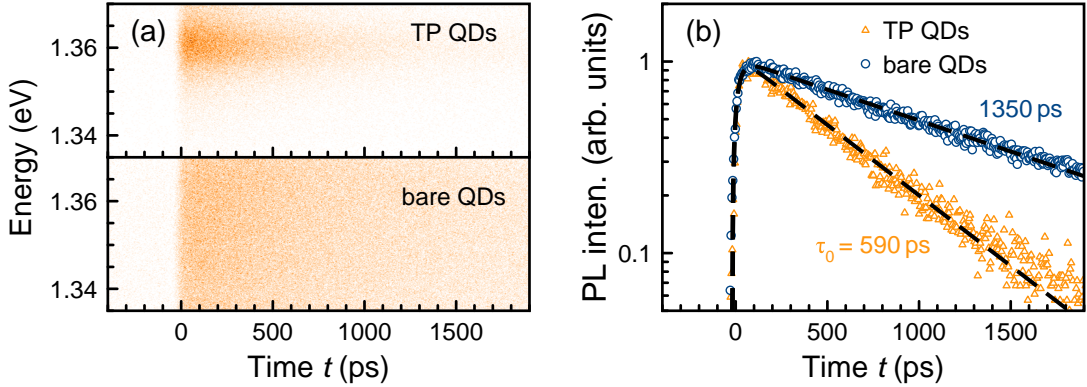 (a)
TP QDs
1.36
1.34
bare QDs
1.36
1.34
Energy (eV)
0
500
1000
1500
Time t (ps)
(b)
TP QDs
bare QDs
1350 ps
τ0 = 590 ps
1
0.1
PL inten. (arb. units)
0
500
1000
1500
Time t (ps)